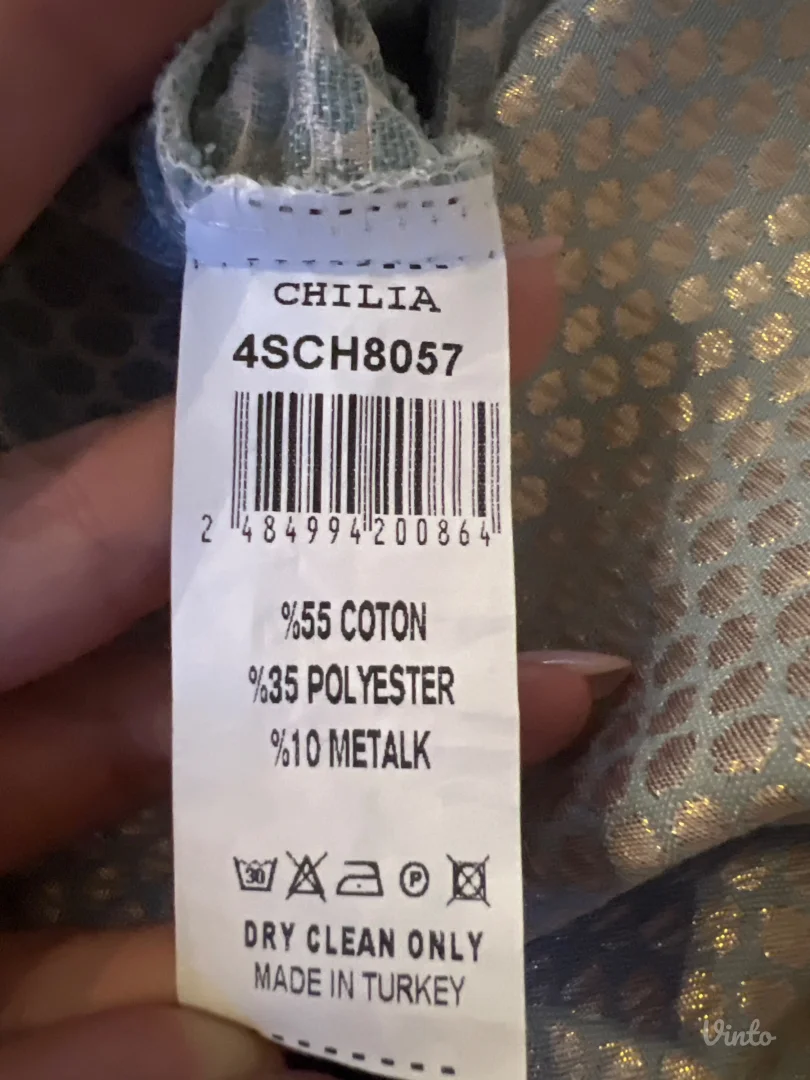 CHILIA
4SCH8057
2 484994 200864
%55 COTON
%35 POLYESTER
%10 METALK
30 P
DRY CLEAN ONLY
MADE IN TURKEY
Vinto